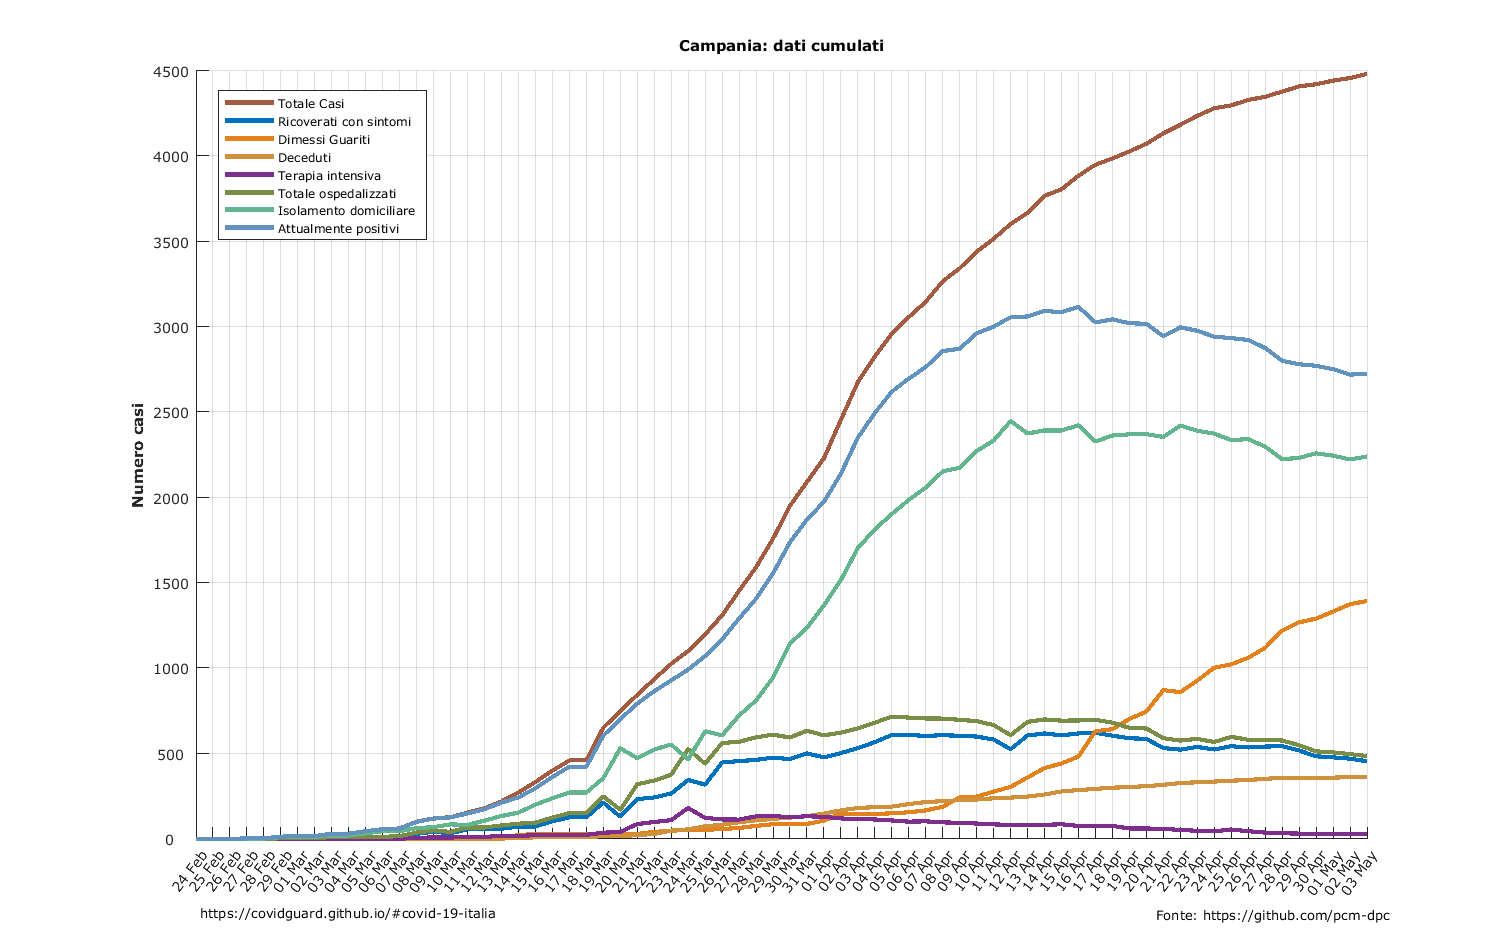 Campania: dati cumulati
4500
4000
3500
3000
2500
2000
1500
1000
500
0
Numero casi
Totale Casi
Ricoverati con sintomi
Dimessi Guariti
Deceduti
Terapia intensiva
Totale ospedalizzati
Isolamento domiciliare
Attualmente positivi
24 Feb
25 Feb
26 Feb
27 Feb
28 Feb
29 Feb
01 Mar
02 Mar
03 Mar
04 Mar
05 Mar
06 Mar
07 Mar
08 Mar
09 Mar
10 Mar
11 Mar
12 Mar
13 Mar
14 Mar
15 Mar
16 Mar
17 Mar
18 Mar
19 Mar
20 Mar
21 Mar
22 Mar
23 Mar
24 Mar
25 Mar
26 Mar
27 Mar
28 Mar
29 Mar
30 Mar
31 Mar
01 Apr
02 Apr
03 Apr
04 Apr
05 Apr
06 Apr
07 Apr
08 Apr
09 Apr
10 Apr
11 Apr
12 Apr
13 Apr
14 Apr
15 Apr
16 Apr
17 Apr
18 Apr
19 Apr
20 Apr
21 Apr
22 Apr
23 Apr
24 Apr
25 Apr
26 Apr
27 Apr
28 Apr
29 Apr
30 Apr
01 May
02 May
03 May
https://covidguard.github.io/#covid-19-italia
Fonte: https://github.com/pcm-dpc